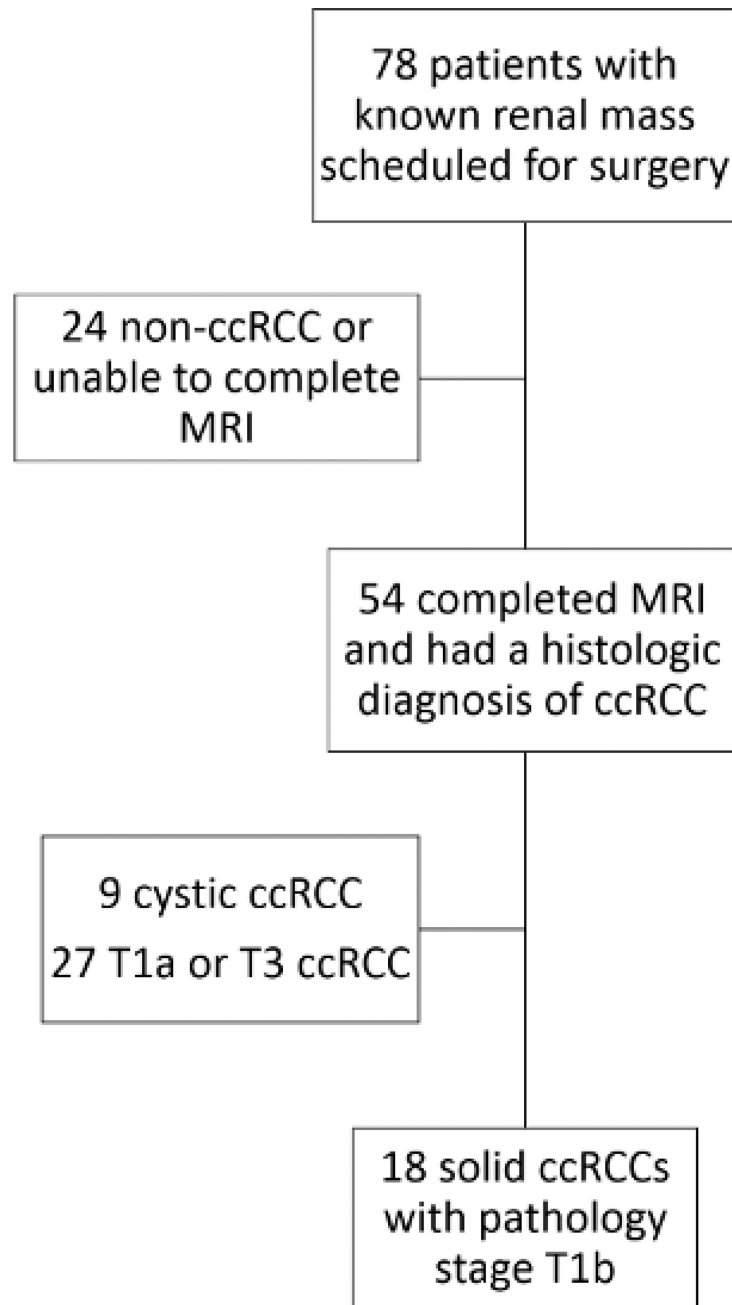 78 patients with
known renal mass
scheduled for surgery
24 non-ccRCC or
unable to complete
MRI
54 completed MRI
and had a histologic
diagnosis of ccRCC
9 cystic ccRCC
27 T1a or T3 ccRCC
18 solid ccRCCs
with pathology
stage T1b